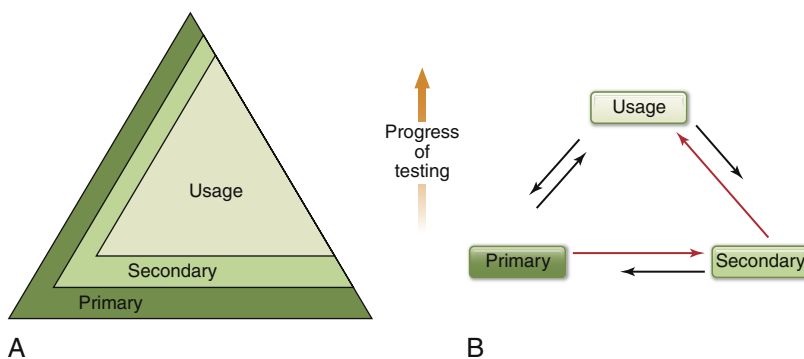 Usage
Secondary
Primary
A
Progress
of
testing
Usage
Primary
Secondary
B